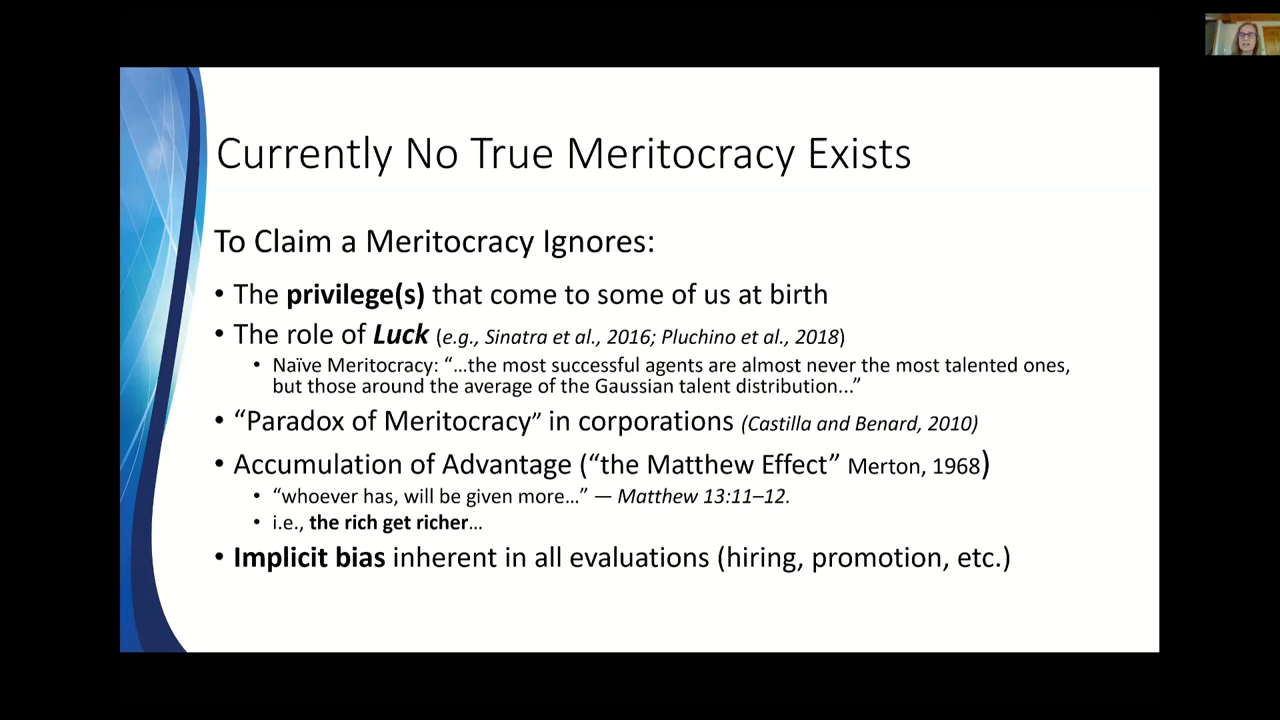 Currently No True Meritocracy Exists
To Claim a Meritocracy Ignores:
• The privilege(s) that come to some of us at birth
• The role of Luck (e.g., Sinatra et al., 2016; Pluchino et al., 2018)
• Naïve Meritocracy: “…the most successful agents are almost never the most talented ones,
but those around the average of the Gaussian talent distribution...”
• “Paradox of Meritocracy” in corporations (Castilla and Benard, 2010)
• Accumulation of Advantage (“the Matthew Effect” Merton, 1968)
• “whoever has, will be given more…” — Matthew 13:11–12.
• i.e., the rich get richer…
• Implicit bias inherent in all evaluations (hiring, promotion, etc.)